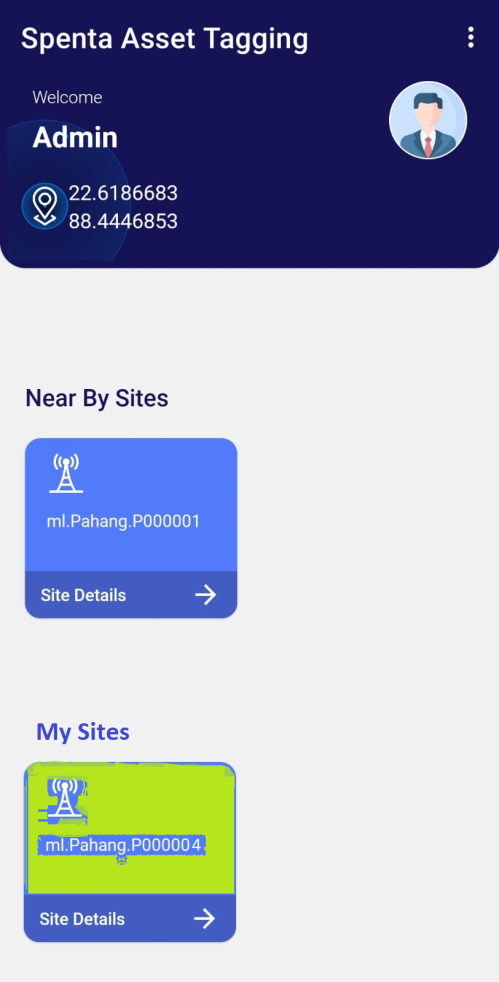 Spenta Asset Tagging
Welcome
Admin
22.6186683
88.4446853
Near By Sites
ml.Pahang.P000001
Site Details
My Sites
ml.Pahang.P000004
Site Details